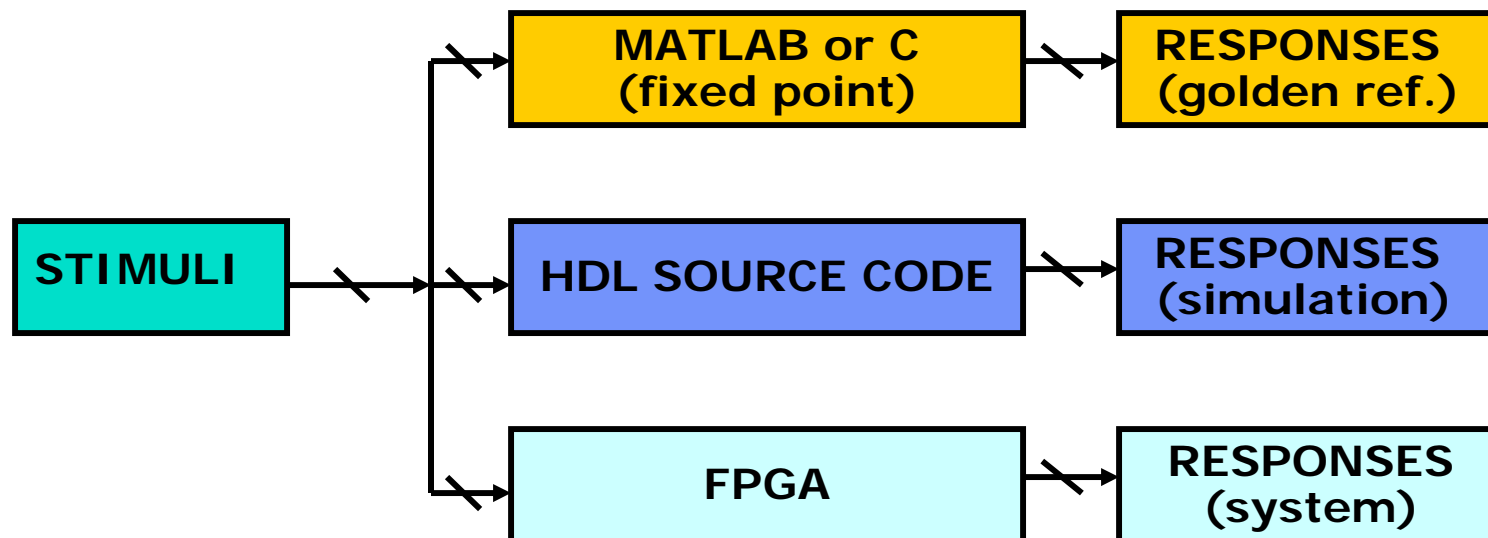 MATLAB or C
(fixed point)
RESPONSES
(golden ref.)
STIMULI
HDL SOURCE CODE
RESPONSES
(simulation)
FPGA
RESPONSES
(system)